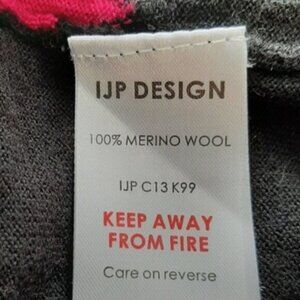 IJP DESIGN
100% MERINO WOOL
IJP C13 K99
KEEP AWAY
FROM FIRE
Care on reverse